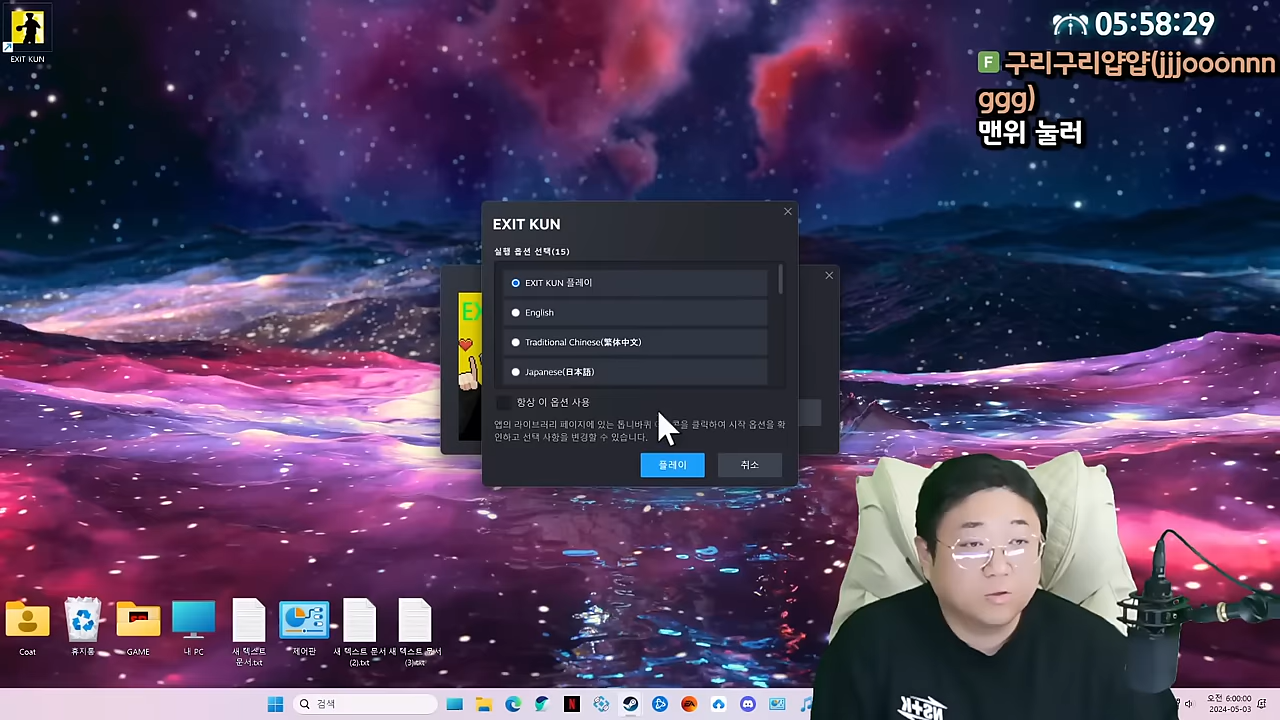 EXIT KUN
05:58:29
F 구리구리얍얍(jjjooonnn
ggg)
맨위 눌러
EXIT KUN
실행 옵션 선택(15)
EXIT KUN 플레이
English
Traditional Chinese(繁体中文)
Japanese(日本語)
EX
항상 이 옵션 사용
앱의 라이브러리 페이지에 있는 톱니바퀴 클릭하여 시작 옵션을 확
인하고 선택 사항을 변경할 수 있습니다.
플레이
취소
Coat
휴지통
GAME
내 PC
새 텍스트
문서.txt
제어판
새 텍스트 문서
(2).txt
새 텍스트 문서
(3).txt
검색
오전 6:00:00
2024-05-03